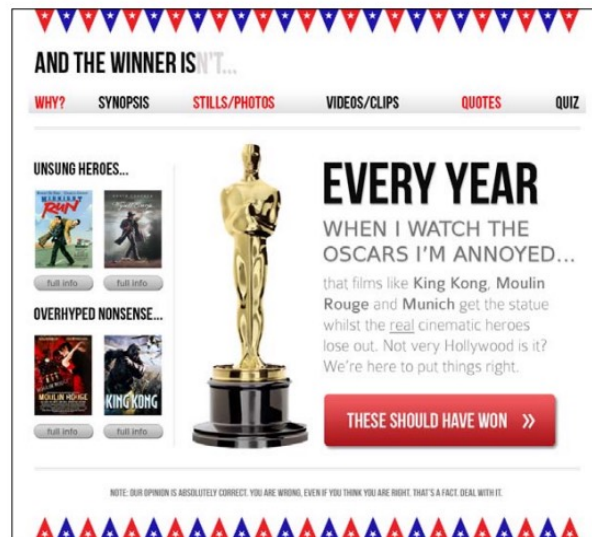 AND THE WINNER ISN'T...
WHY? SYNOPSIS STILLS/PHOTOS VIDEOS/CLIPS QUOTES QUIZ
UNSUNG HEROES...
MIDNIGHT
RUN
full info full info
OVERHYPED NONSENSE...
MOULIN ROUGE
KING KONG
full info full info
EVERY YEAR
WHEN I WATCH THE
OSCARS I'M ANNOYED...
that films like King Kong, Moulin
Rouge and Munich get the statue
whilst the real cinematic heroes
lose out. Not very Hollywood is it?
We're here to put things right.
THESE SHOULD HAVE WON »
NOTE: OUR OPINION IS ABSOLUTELY CORRECT. YOU ARE WRONG, EVEN IF YOU THINK YOU ARE RIGHT. THAT'S A FACT. DEAL WITH IT.